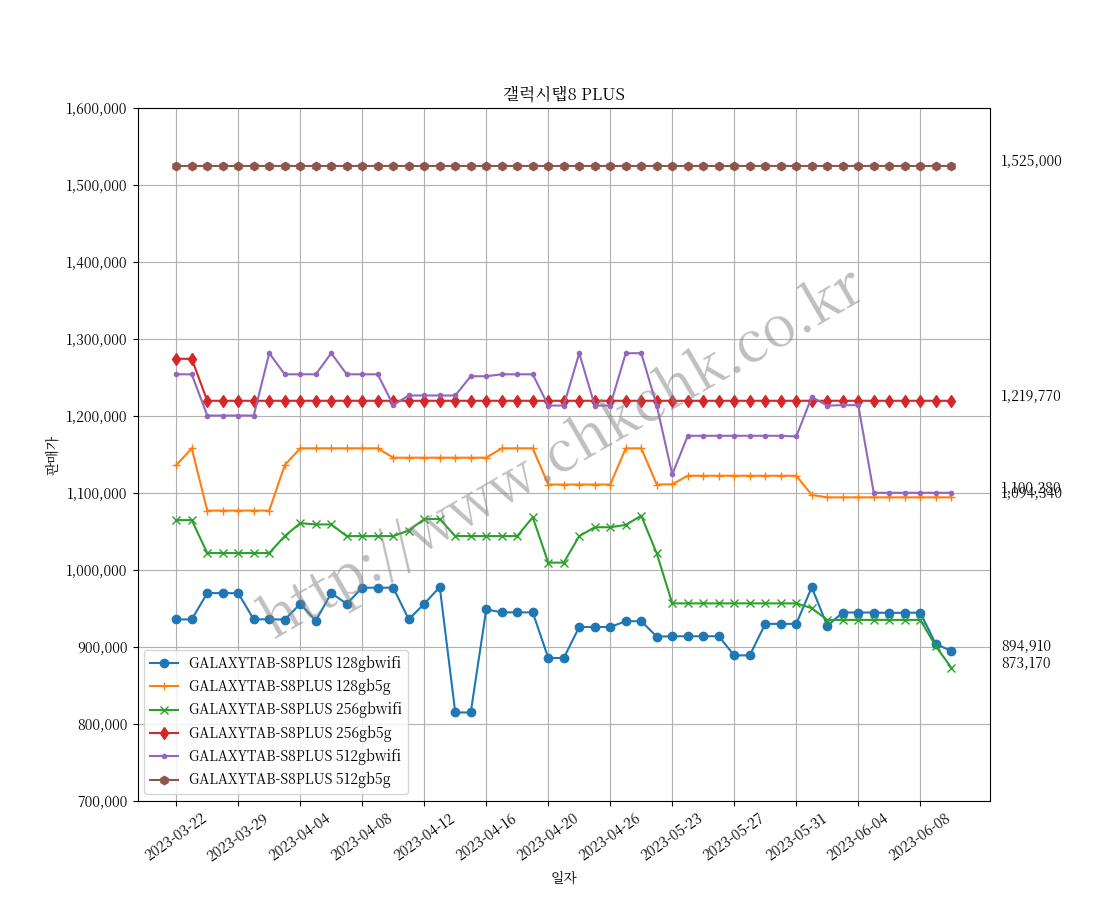 갤럭시탭8 PLUS
1,600,000
1,500,000
1,400,000
1,300,000
1,200,000
1,100,000
1,000,000
900,000
800,000
700,000
판매가
1,525,000
1,219,770
1,100,280
1,094,340
894,910
873,170
http://www.chkchk.co.kr
GALAXYTAB-S8PLUS 128gbwifi
GALAXYTAB-S8PLUS 128gb5g
GALAXYTAB-S8PLUS 256gbwifi
GALAXYTAB-S8PLUS 256gb5g
GALAXYTAB-S8PLUS 512gbwifi
GALAXYTAB-S8PLUS 512gb5g
2023-03-22
2023-03-29
2023-04-04
2023-04-08
2023-04-12
2023-04-16
2023-04-20
2023-04-26
2023-05-23
2023-05-27
2023-05-31
2023-06-04
2023-06-08
일자